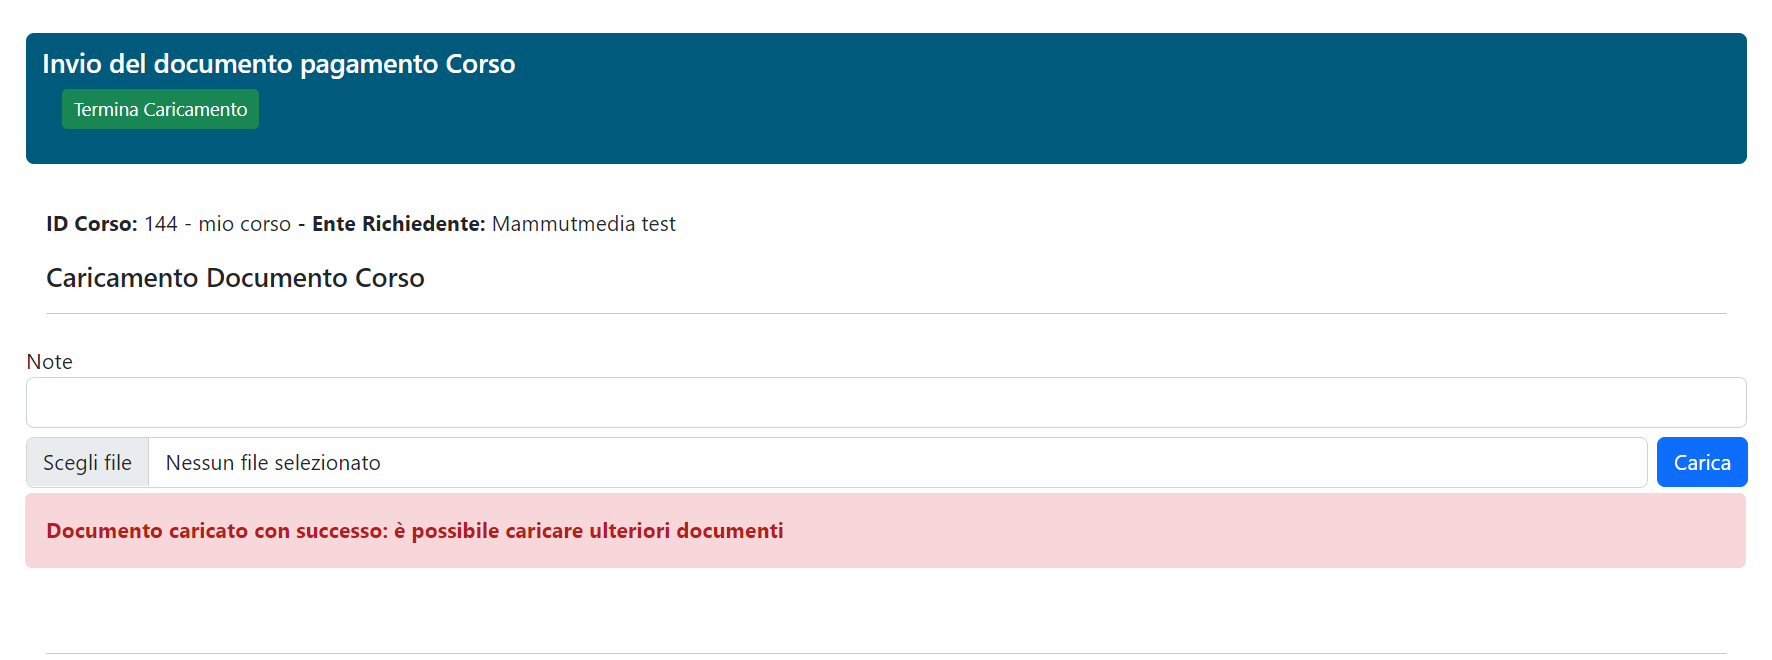 Invio del documento pagamento Corso
Termina Caricamento
ID Corso: 144 - mio corso - Ente Richiedente: Mammutmedia test
Caricamento Documento Corso
Note
Scegli file Nessun file selezionato Carica
Documento caricato con successo: è possibile caricare ulteriori documenti